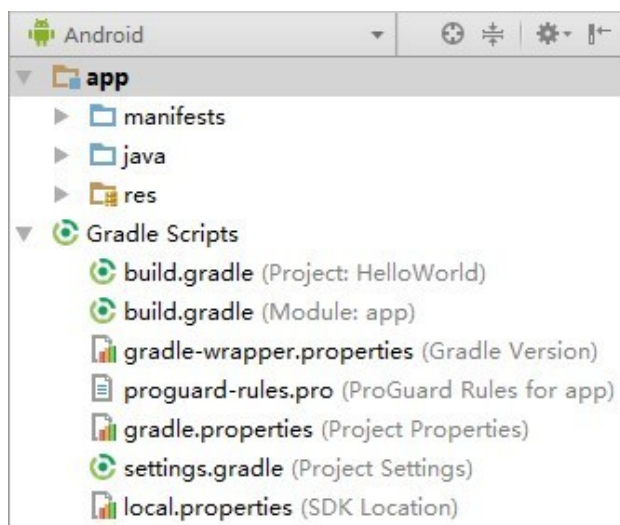 Android
app
manifests
java
res
Gradle Scripts
build.gradle (Project: HelloWorld)
build.gradle (Module: app)
gradle-wrapper.properties (Gradle Version)
proguard-rules.pro (ProGuard Rules for app)
gradle.properties (Project Properties)
settings.gradle (Project Settings)
local.properties (SDK Location)